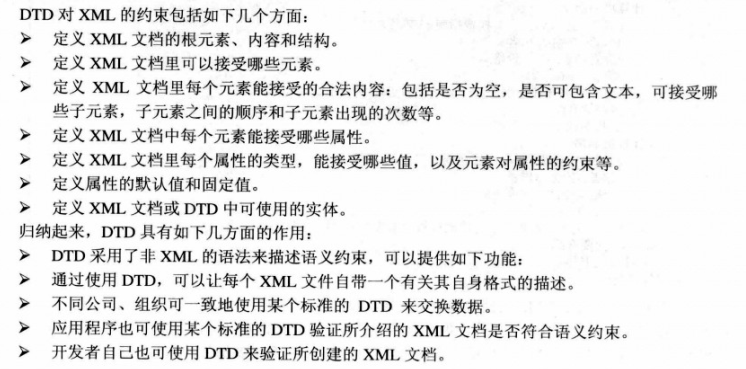 DTD 对 XML 的约束包括如下几个方面：
➢ 定义 XML 文档的根元素、内容和结构。
➢ 定义 XML 文档里可以接受哪些元素。
➢ 定义 XML 文档里每个元素能接受的合法内容：包括是否为空，是否可包含文本，可接受哪
些子元素，子元素之间的顺序和子元素出现的次数等。
➢ 定义 XML 文档中每个元素能接受哪些属性。
➢ 定义 XML 文档里每个属性的类型，能接受哪些值，以及元素对属性的约束等。
➢ 定义属性的默认值和固定值。
➢ 定义 XML 文档或 DTD 中可使用的实体。
归纳起来，DTD 具有如下几方面的作用：
➢ DTD 采用了非 XML 的语法来描述语义约束，可以提供如下功能：
➢ 通过使用 DTD，可以让每个 XML 文件自带一个有关其自身格式的描述。
➢ 不同公司、组织可一致地使用某个标准的 DTD 来交换数据。
➢ 应用程序也可使用某个标准的 DTD 验证所介绍的 XML 文档是否符合语义约束。
➢ 开发者自己也可使用 DTD 来验证所创建的 XML 文档。